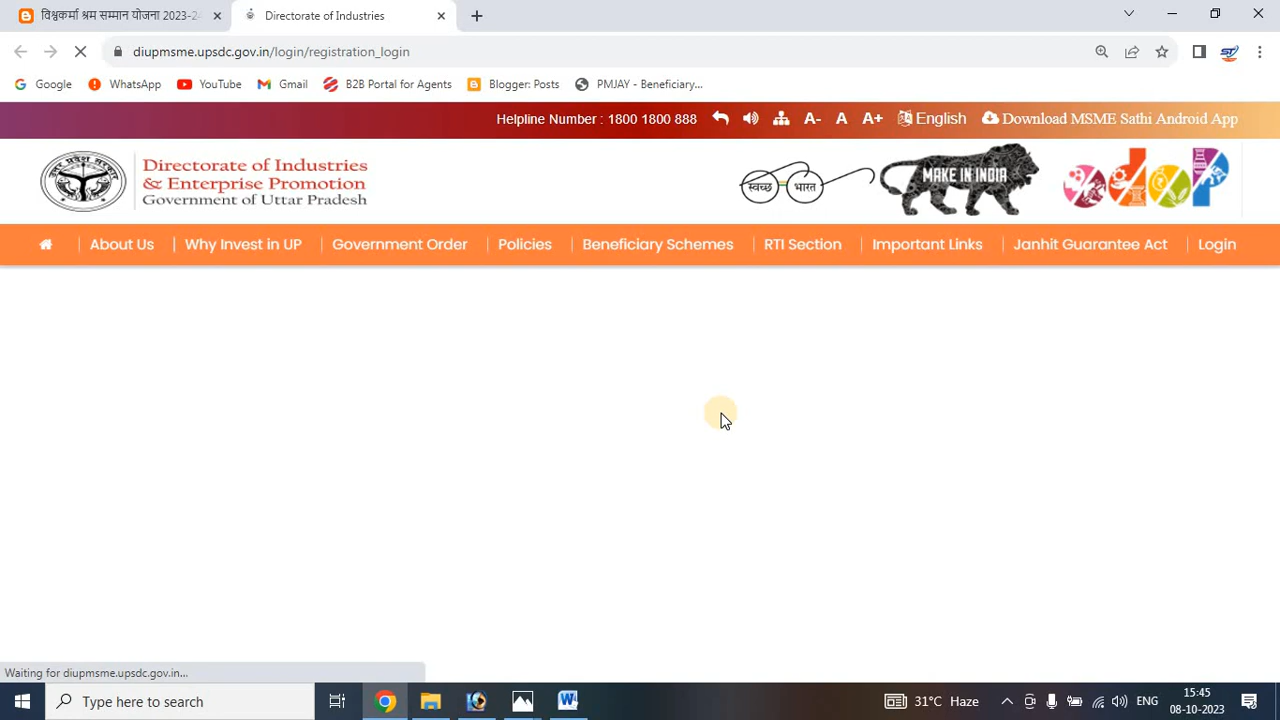 विश्वकर्मा श्रम सम्मान योजना 2023-2
Directorate of Industries
diupmsme.upsdc.gov.in/login/registration_login
Google
WhatsApp
YouTube
Gmail
B2B Portal for Agents
Blogger: Posts
PMJAY - Beneficiary...
Helpline Number : 1800 1800 888
A-
A
A+
English
Download MSME Sathi Android App
Directorate of Industries
& Enterprise Promotion
Government of Uttar Pradesh
स्वच्छ भारत
MAKE IN INDIA
About Us
Why Invest in UP
Government Order
Policies
Beneficiary Schemes
RTI Section
Important Links
Janhit Guarantee Act
Login
Waiting for diupmsme.upsdc.gov.in...
Type here to search
31°C Haze
ENG
15:45
08-10-2023